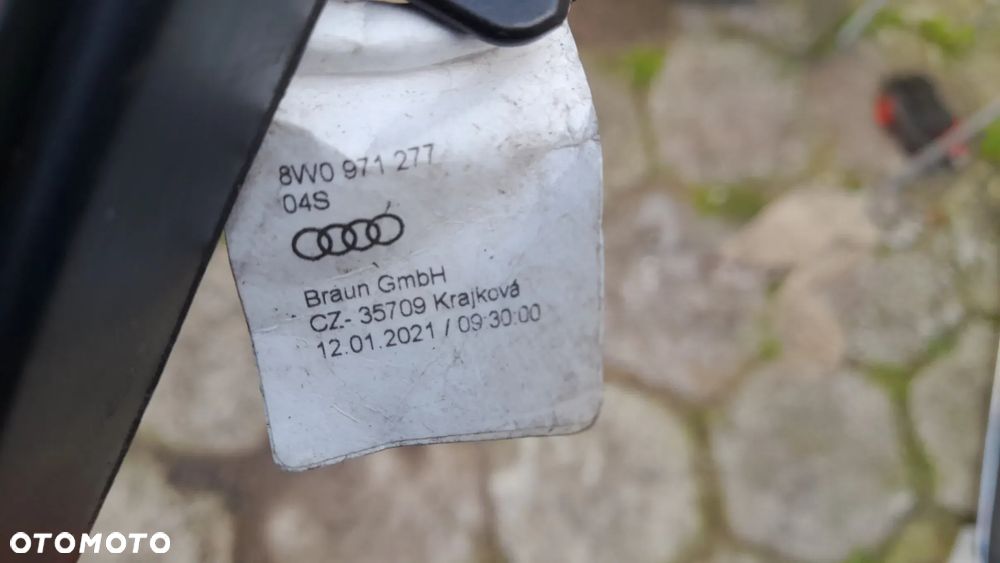 8W0 971 277
04S
Braun GmbH
CZ.- 35709 Krajková
12.01.2021 / 09:30:00
OTOMOTO